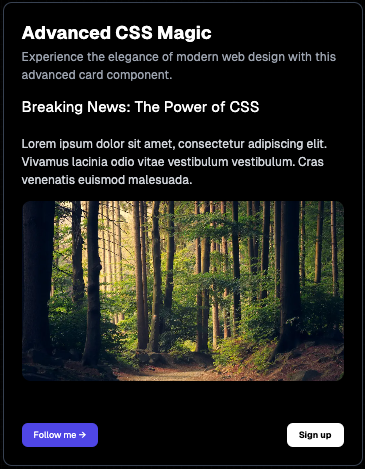 Advanced CSS Magic
Experience the elegance of modern web design with this
advanced card component.
Breaking News: The Power of CSS
Lorem ipsum dolor sit amet, consectetur adipiscing elit.
Vivamus lacinia odio vitae vestibulum vestibulum. Cras
venenatis euismod malesuada.
Follow me →
Sign up